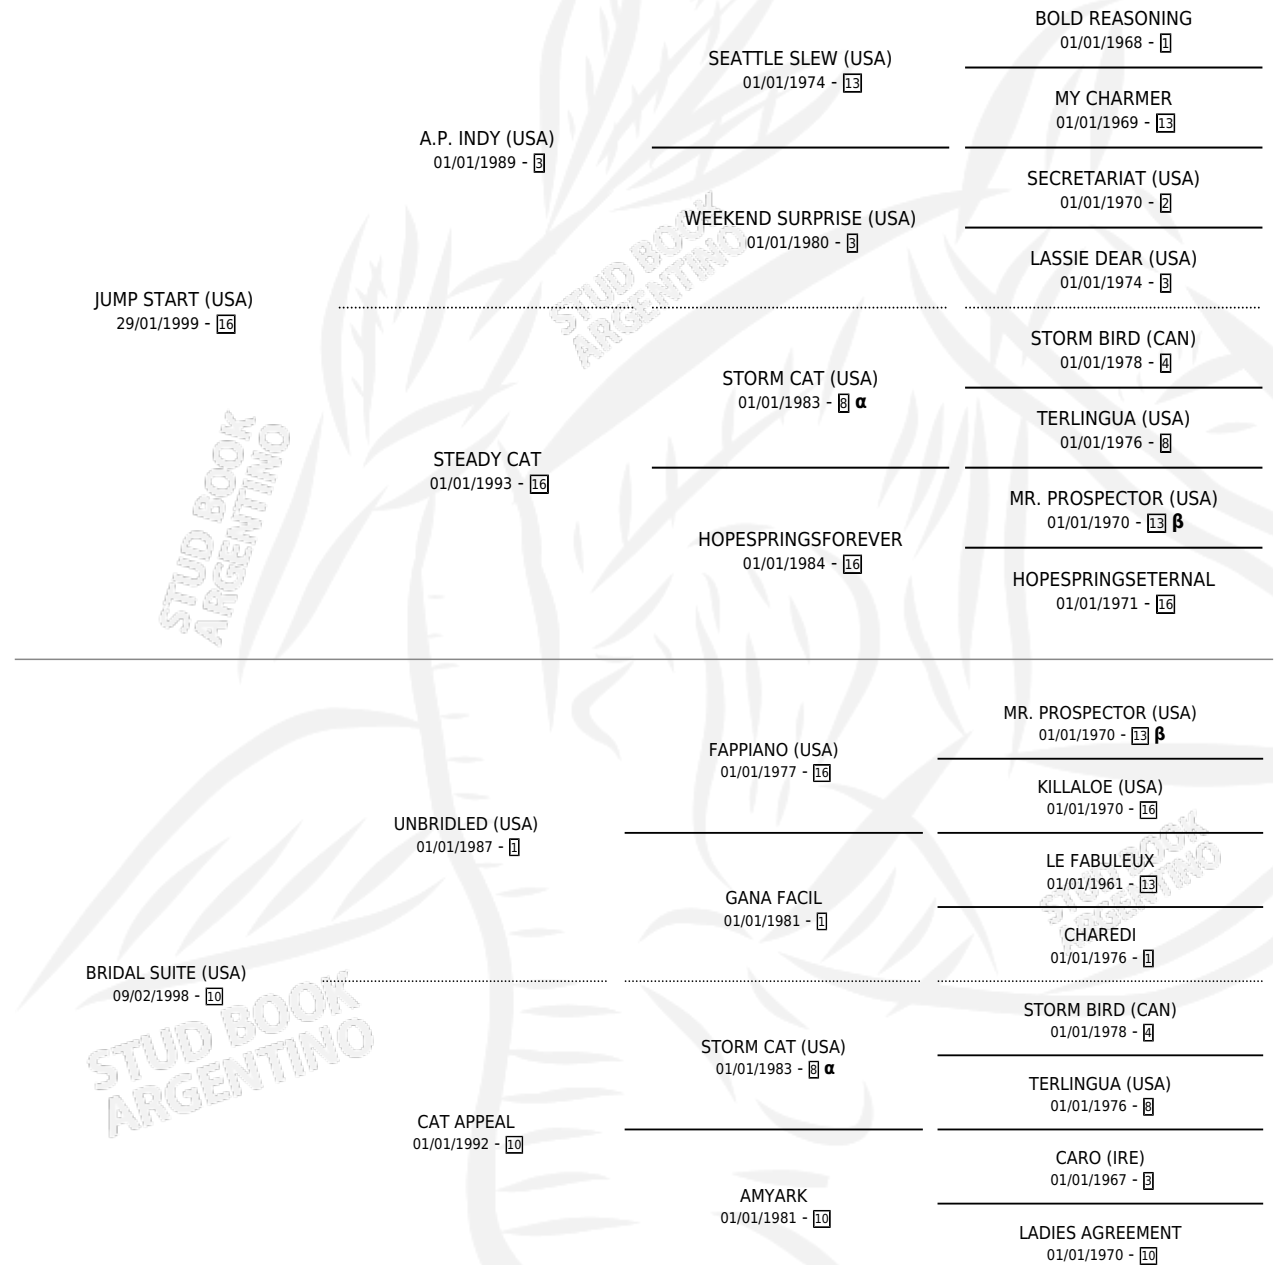 BOLD REASONING
01/01/1968 - 1
SEATTLE SLEW (USA)
01/01/1974 - 13
MY CHARMER
01/01/1969 - 13
A.P. INDY (USA)
01/01/1989 - 3
SECRETARIAT (USA)
01/01/1970 - 2
WEEKEND SURPRISE (USA)
01/01/1980 - 3
LASSIE DEAR (USA)
01/01/1974 - 3
JUMP START (USA)
29/01/1999 - 16
STORM BIRD (CAN)
01/01/1978 - 4
STORM CAT (USA)
01/01/1983 - 8 α
TERLINGUA (USA)
01/01/1976 - 8
STEADY CAT
01/01/1993 - 16
MR. PROSPECTOR (USA)
01/01/1970 - 13 β
HOPESPRINGSFOREVER
01/01/1984 - 16
HOPESPRINGSETERNAL
01/01/1971 - 16
MR. PROSPECTOR (USA)
01/01/1970 - 13 β
FAPPIANO (USA)
01/01/1977 - 16
KILLALOE (USA)
01/01/1970 - 16
UNBRIDLED (USA)
01/01/1987 - 1
LE FABULEUX
01/01/1961 - 13
GANA FACIL
01/01/1981 - 1
CHAREDI
01/01/1976 - 1
BRIDAL SUITE (USA)
09/02/1998 - 10
STORM BIRD (CAN)
01/01/1978 - 4
STORM CAT (USA)
01/01/1983 - 8 α
TERLINGUA (USA)
01/01/1976 - 8
CAT APPEAL
01/01/1992 - 10
CARO (IRE)
01/01/1967 - 3
AMYARK
01/01/1981 - 10
LADIES AGREEMENT
01/01/1970 - 10
STUD BOOK
ARGENTINO
STUD BOOK
ARGENTINO
STUD BOOK
ARGENTINO
STUD BOOK
ARGENTINO